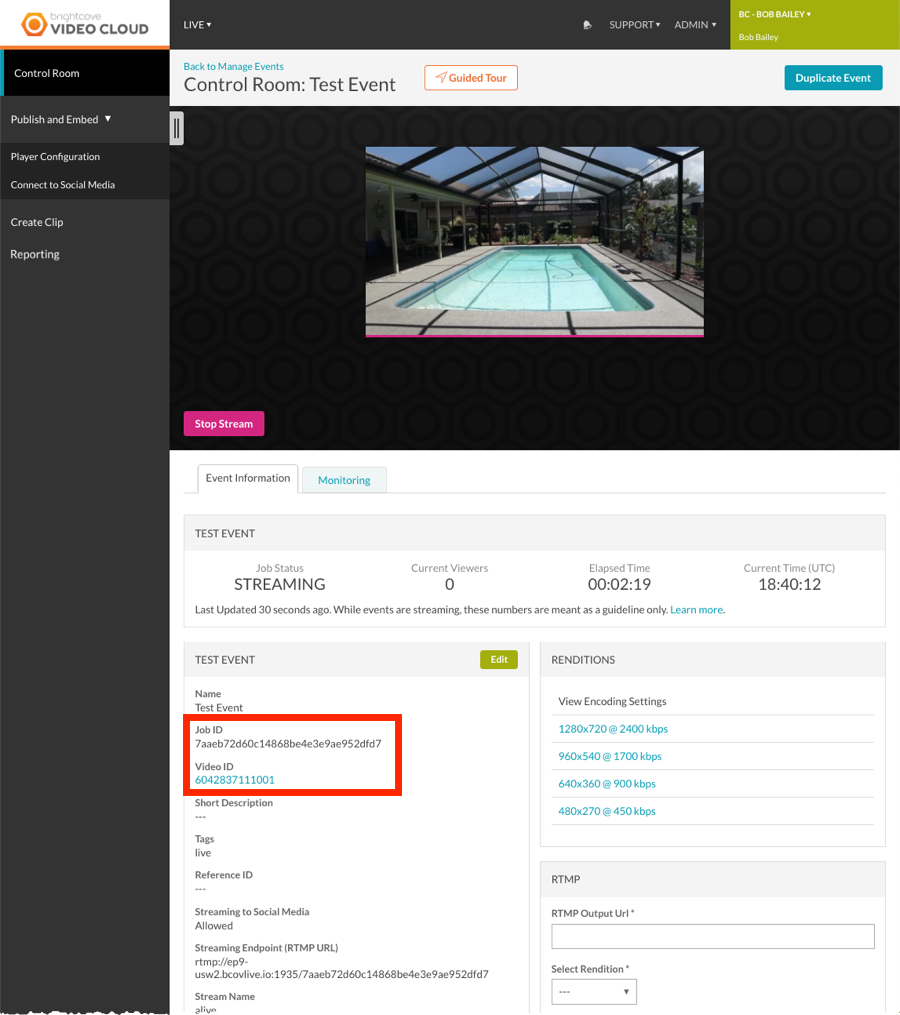 brightcove
VIDEO CLOUD
LIVE
SUPPORT
ADMIN
BC - BOB BAILEY
Bob Bailey
Control Room
Publish and Embed
Player Configuration
Connect to Social Media
Create Clip
Reporting
Back to Manage Events
Control Room: Test Event
Guided Tour
Duplicate Event
Stop Stream
Event Information
Monitoring
TEST EVENT
Job Status
STREAMING
Current Viewers
0
Elapsed Time
00:02:19
Current Time (UTC)
18:40:12
Last Updated 30 seconds ago. While events are streaming, these numbers are meant as a guideline only. Learn more.
TEST EVENT
Edit
Name
Test Event
Job ID
7aaeb72d60c14868be4e3e9ae952dfd7
Video ID
6042837111001
Short Description
---
Tags
live
Reference ID
---
Streaming to Social Media
Allowed
Streaming Endpoint (RTMP URL)
rtmp://ep9-
usw2.bcovlive.io:1935/7aaeb72d60c14868be4e3e9ae952dfd7
Stream Name
alive
RENDITIONS
View Encoding Settings
1280x720 @ 2400 kbps
960x540 @ 1700 kbps
640x360 @ 900 kbps
480x270 @ 450 kbps
RTMP
RTMP Output Url *
Select Rendition *
---